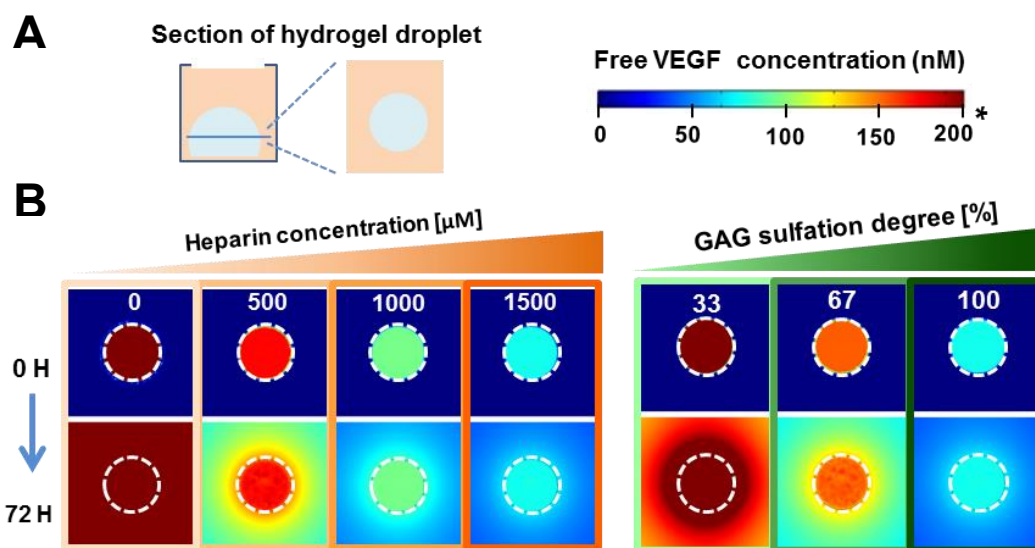 A
Section of hydrogel droplet
Free VEGF concentration (nM)
0 50 100 150 200 *
B
Heparin concentration [µM]
GAG sulfation degree [%]
0 500 1000 1500 33 67 100
0 H
72 H